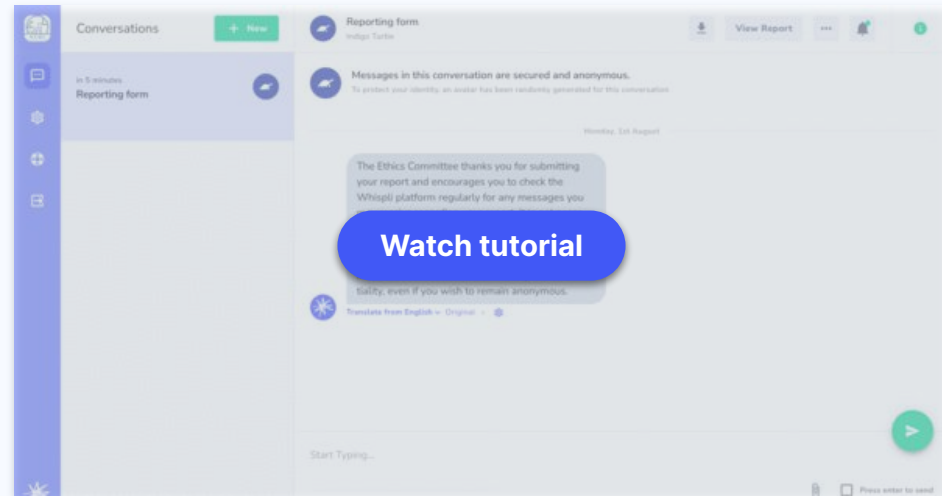 Conversations
+ New
in 5 minutes
Reporting form
Reporting form
Indigo Turtle
View Report
Messages in this conversation are secured and anonymous.
To protect your identity, an avatar has been randomly generated for this conversation
Monday, 1st August
The Ethics Committee thanks you for submitting
your report and encourages you to check the
Whispli platform regularly for any messages you
Watch tutorial
tiality, even if you wish to remain anonymous.
Translate from English
Original
Start Typing...
Press enter to send